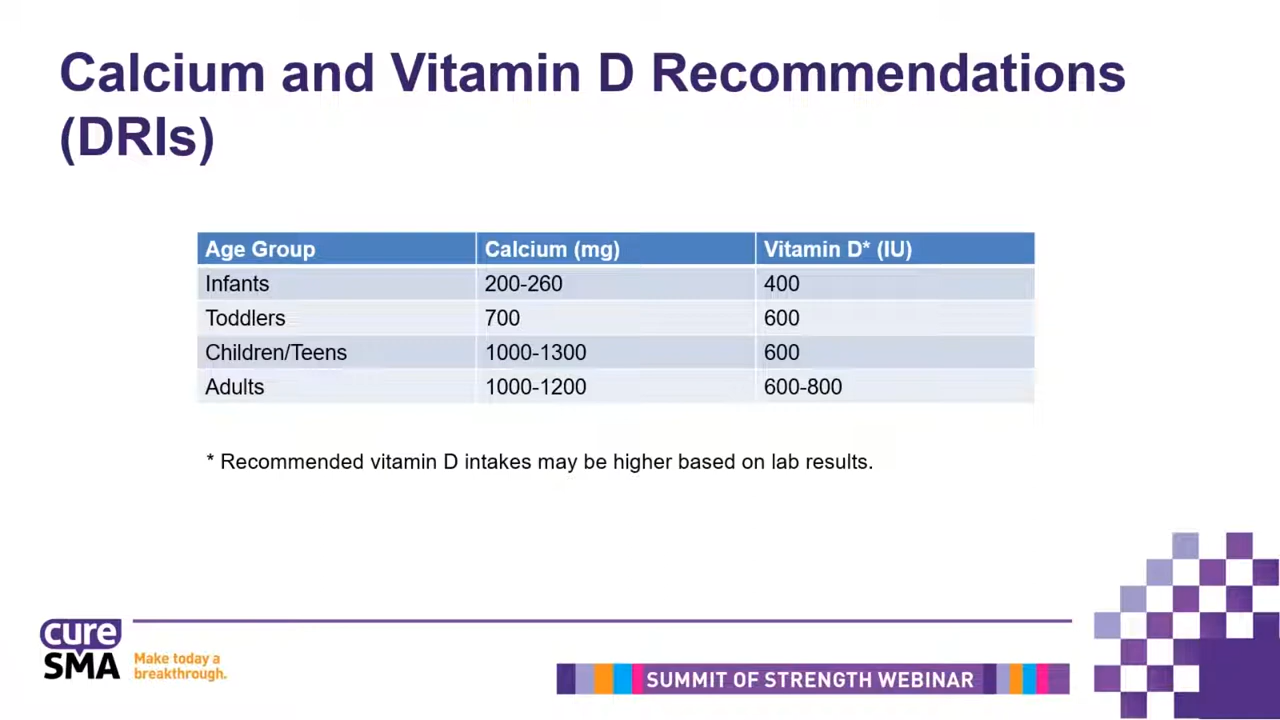 Calcium and Vitamin D Recommendations
(DRIs)
Age Group Calcium (mg) Vitamin D* (IU)
Infants 200-260 400
Toddlers 700 600
Children/Teens 1000-1300 600
Adults 1000-1200 600-800
* Recommended vitamin D intakes may be higher based on lab results.
cure
SMA
Make today a
breakthrough.
SUMMIT OF STRENGTH WEBINAR